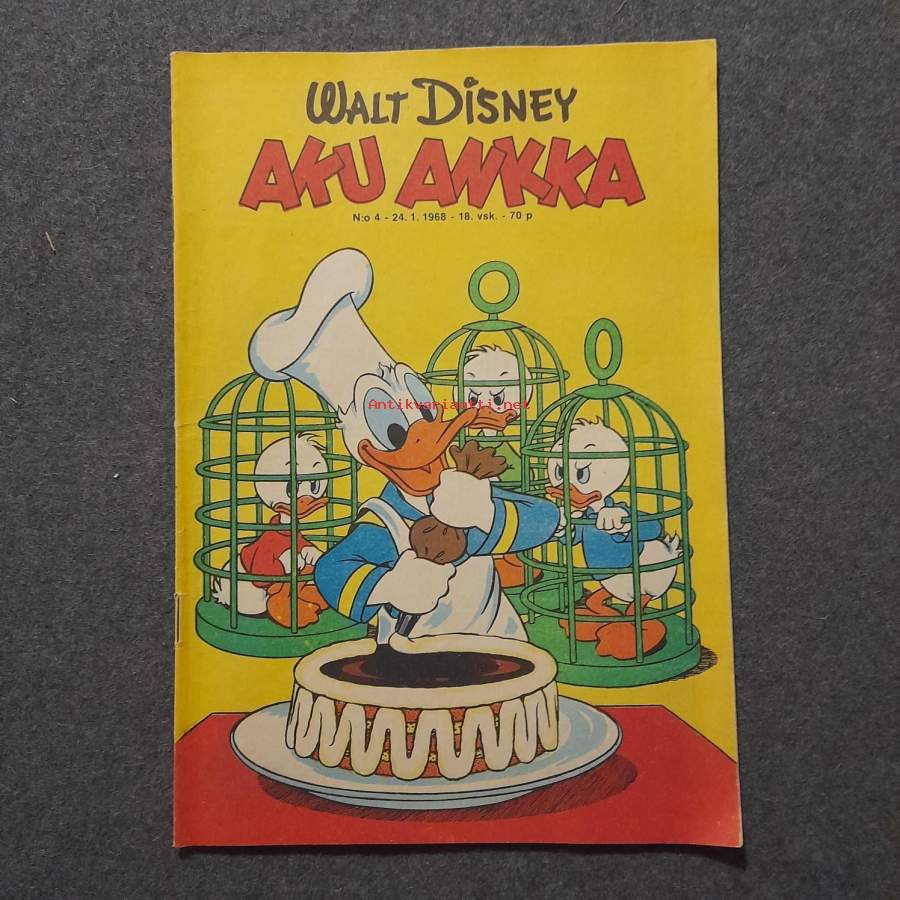 WALT DISNEY
AKU ANKKA
N:o 4 - 24. 1. 1968 - 18. vsk. - 70 p
Antikvariaatti.net